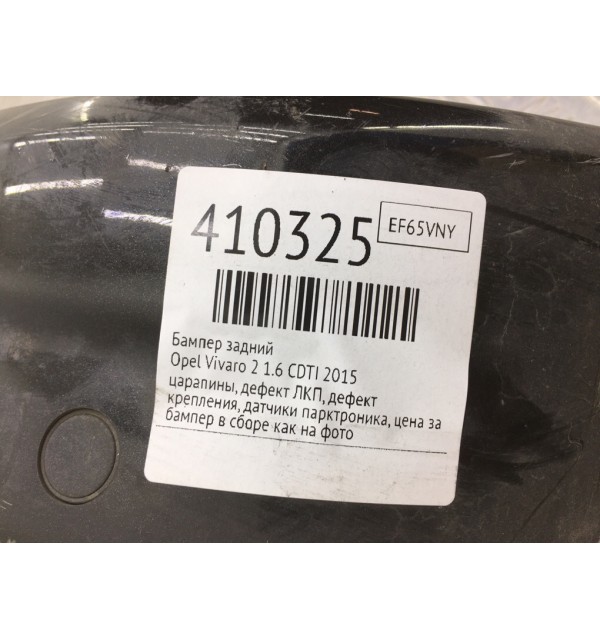 410325
EF65VNY
Бампер задний
Opel Vivaro 2 1.6 CDTI 2015
царапины, дефект ЛКП, дефект
крепления, датчики парктроника, цена за
бампер в сборе как на фото